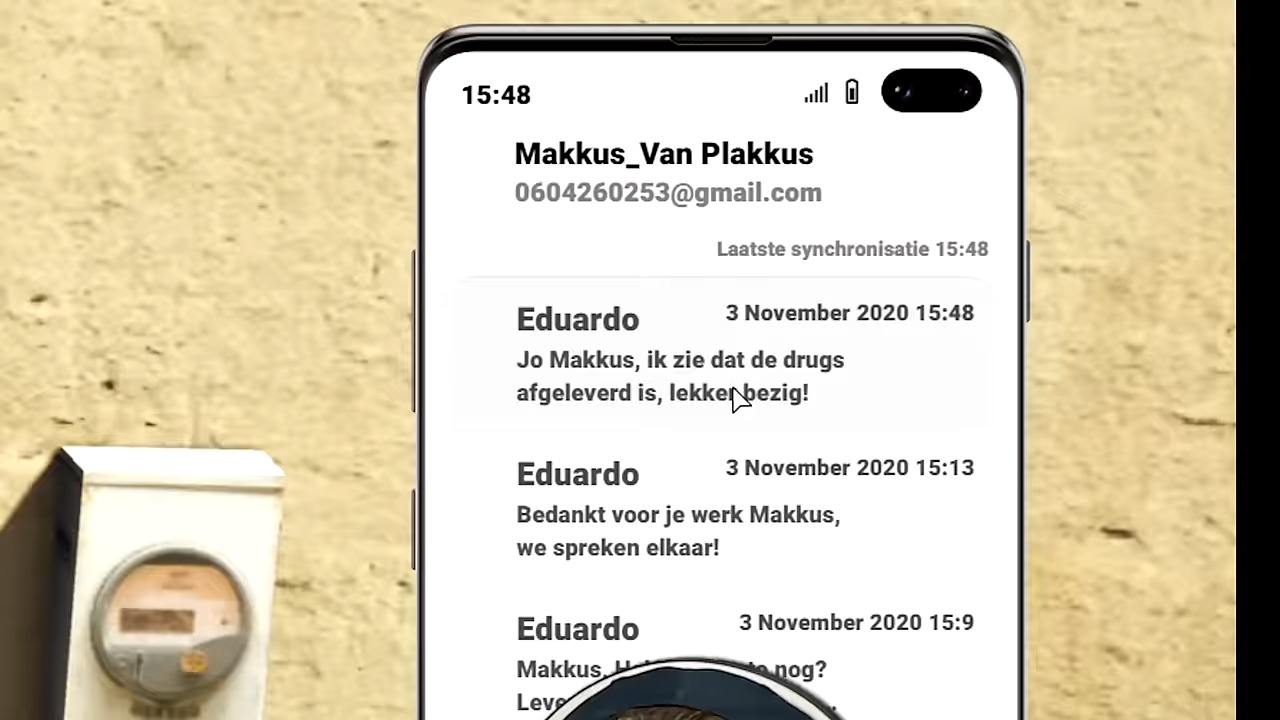 15:48
Makkus_Van Plakkus
0604260253@gmail.com
Laatste synchronisatie 15:48
Eduardo
3 November 2020 15:48
Jo Makkus, ik zie dat de drugs
afgeleverd is, lekker bezig!
Eduardo
3 November 2020 15:13
Bedankt voor je werk Makkus,
we spreken elkaar!
Eduardo
3 November 2020 15:9
Makkus, nog?